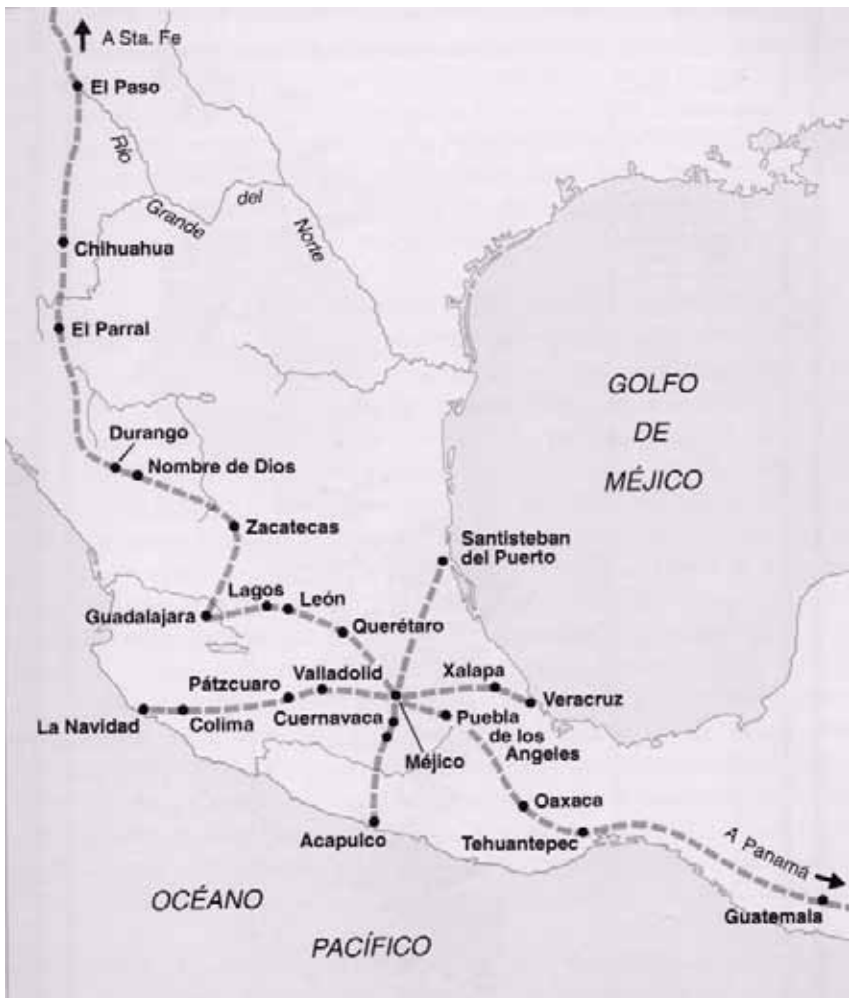 A Sta. Fe
El Paso
Río
Grande
del
Norte
Chihuahua
El Parral
GOLFO
DE
MÉJICO
Durango
Nombre de Dios
Zacatecas
Santisteban
del Puerto
Lagos
León
Guadalajara
Querétaro
Valladolid
Xalapa
Pátzcuaro
Veracruz
La Navidad
Colima
Cuernavaca
Puebla
de los
Angeles
Méjico
Oaxaca
Acapulco
Tehuantepec
A Panamá
Guatemala
OCÉANO
PACÍFICO